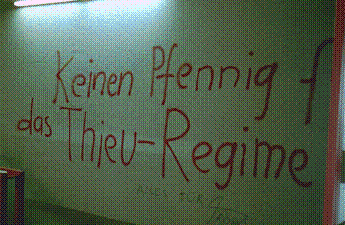 Keinen Pfennig f
das Thieu-Regime